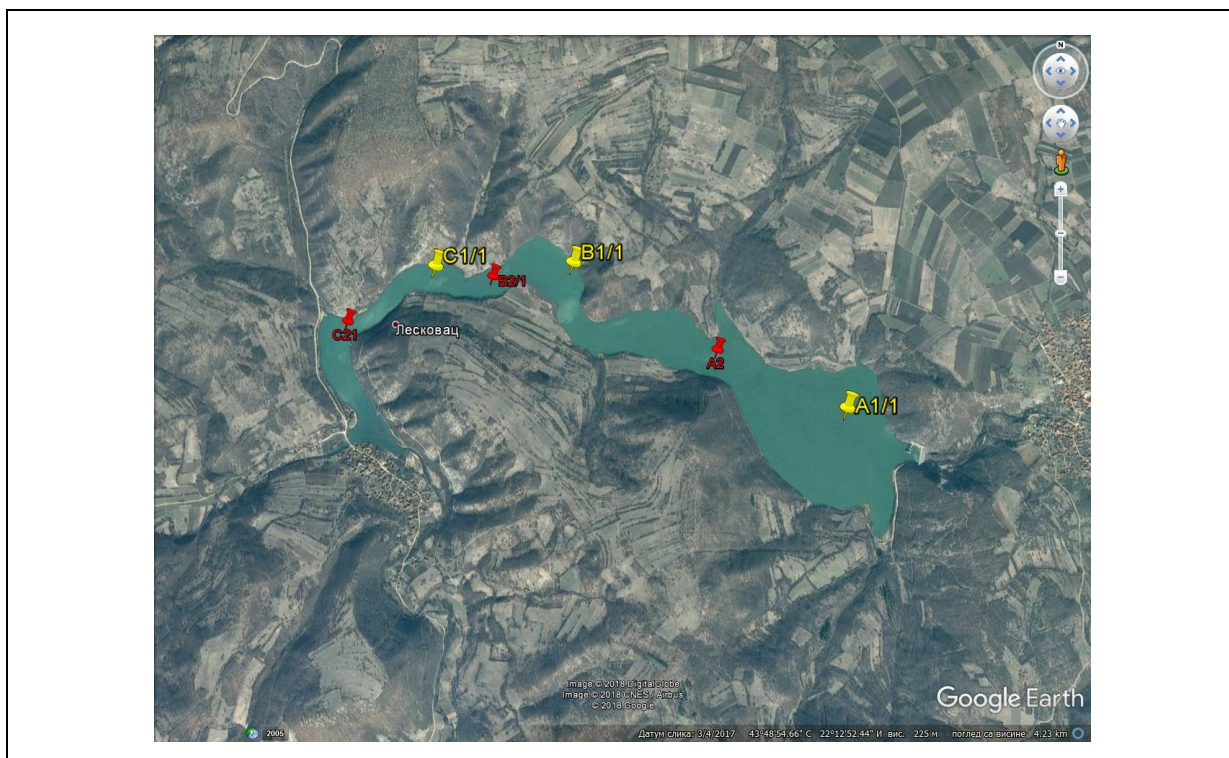 N
C1/1
B1/1
B2/1
C21
Лесковац
A2
A1/1
Image © 2018 DigitalGlobe
Image © 2018 CNES / Airbus
© 2018 Google
Google Earth
2005
Датум слика: 3/4/2017 43°48'54.66" С 22°12'52.44" И вис. 225 м поглед са висине 4.23 km